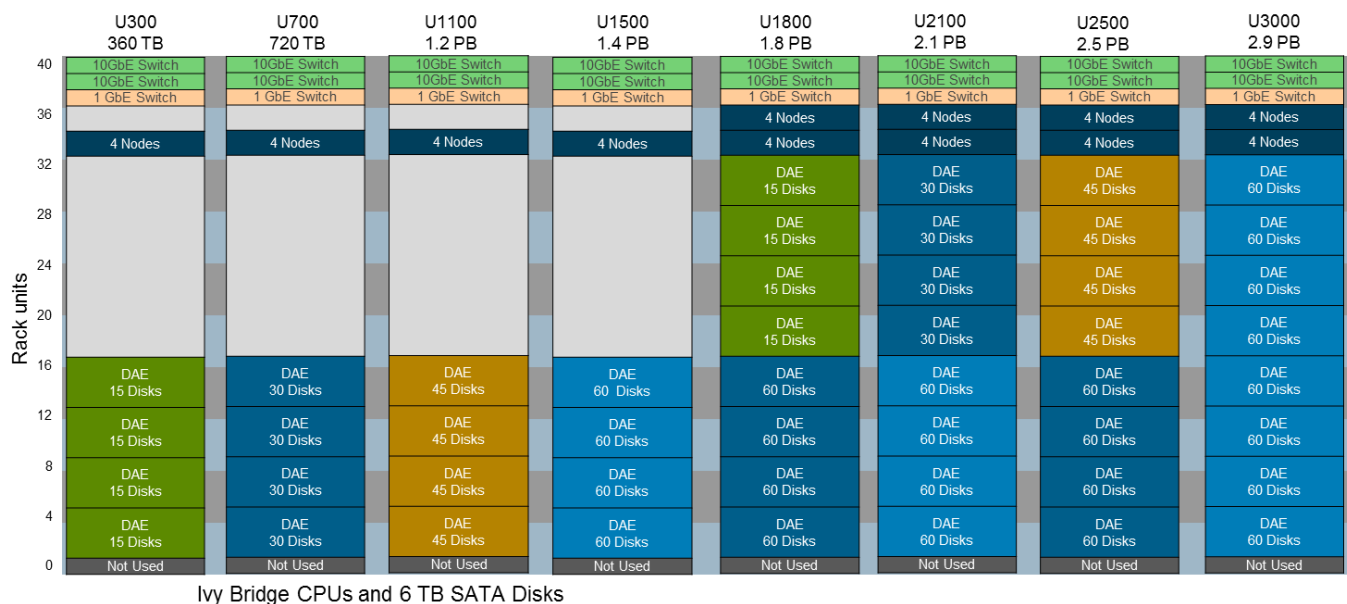 U300
360 TB
U700
720 TB
U1100
1.2 PB
U1500
1.4 PB
U1800
1.8 PB
U2100
2.1 PB
U2500
2.5 PB
U3000
2.9 PB
Rack units
40
36
32
28
24
20
16
12
8
4
0
10GbE Switch
10GbE Switch
1 GbE Switch
4 Nodes
DAE
15 Disks
DAE
15 Disks
DAE
15 Disks
DAE
15 Disks
Not Used
10GbE Switch
10GbE Switch
1 GbE Switch
4 Nodes
DAE
30 Disks
DAE
30 Disks
DAE
30 Disks
DAE
30 Disks
Not Used
10GbE Switch
10GbE Switch
1 GbE Switch
4 Nodes
DAE
45 Disks
DAE
45 Disks
DAE
45 Disks
DAE
45 Disks
Not Used
10GbE Switch
10GbE Switch
1 GbE Switch
4 Nodes
DAE
60 Disks
DAE
60 Disks
DAE
60 Disks
DAE
60 Disks
Not Used
10GbE Switch
10GbE Switch
1 GbE Switch
4 Nodes
4 Nodes
DAE
15 Disks
DAE
15 Disks
DAE
15 Disks
DAE
15 Disks
DAE
60 Disks
DAE
60 Disks
DAE
60 Disks
DAE
60 Disks
Not Used
10GbE Switch
10GbE Switch
1 GbE Switch
4 Nodes
4 Nodes
DAE
30 Disks
DAE
30 Disks
DAE
30 Disks
DAE
30 Disks
DAE
60 Disks
DAE
60 Disks
DAE
60 Disks
DAE
60 Disks
Not Used
10GbE Switch
10GbE Switch
1 GbE Switch
4 Nodes
4 Nodes
DAE
45 Disks
DAE
45 Disks
DAE
45 Disks
DAE
45 Disks
DAE
60 Disks
DAE
60 Disks
DAE
60 Disks
DAE
60 Disks
Not Used
10GbE Switch
10GbE Switch
1 GbE Switch
4 Nodes
4 Nodes
DAE
60 Disks
DAE
60 Disks
DAE
60 Disks
DAE
60 Disks
DAE
60 Disks
DAE
60 Disks
DAE
60 Disks
DAE
60 Disks
Not Used
Ivy Bridge CPUs and 6 TB SATA Disks